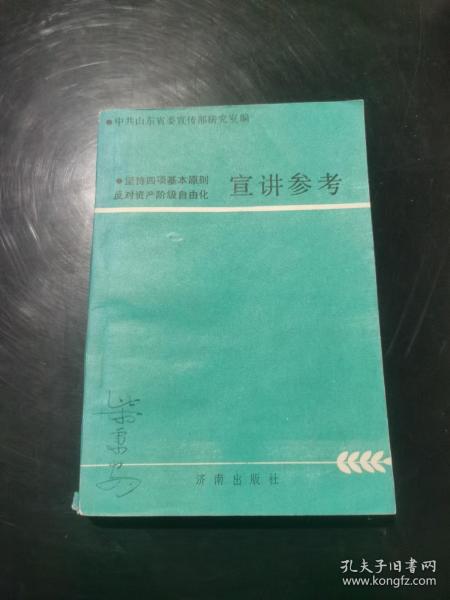 ●中共山东省委宣传部研究室编
●坚持四项基本原则
反对资产阶级自由化
宣讲参考
济南出版社
孔夫子旧书网
www.kongfz.com